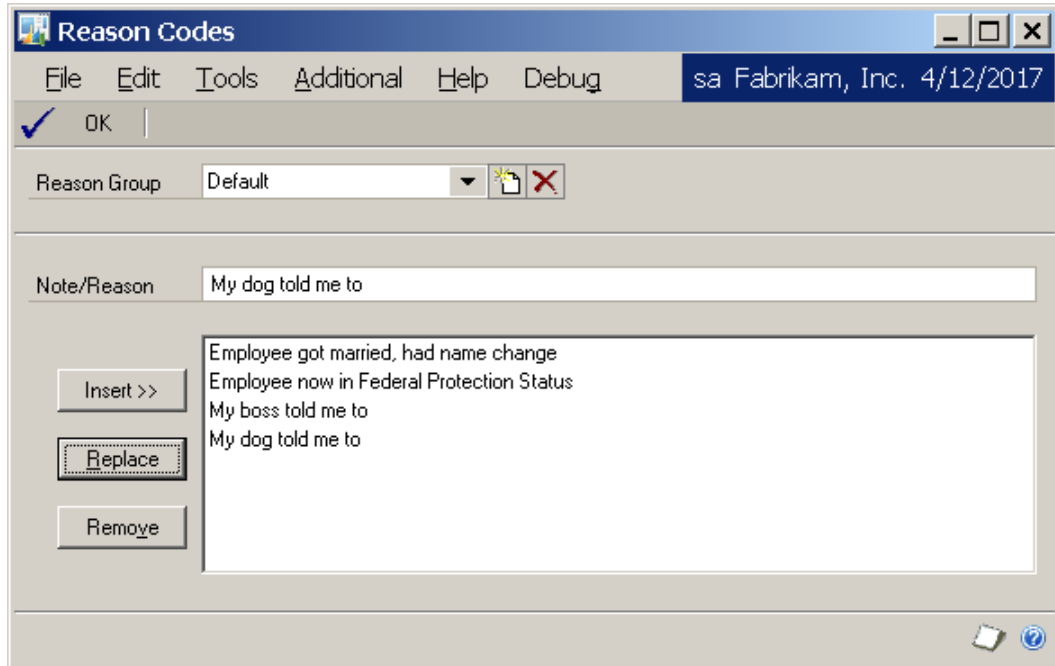 Reason Codes
File Edit Tools Additional Help Debug sa Fabrikam, Inc. 4/12/2017
OK
Reason Group Default
Note/Reason My dog told me to
Employee got married, had name change
Insert >> Employee now in Federal Protection Status
My boss told me to
Replace My dog told me to
Remove